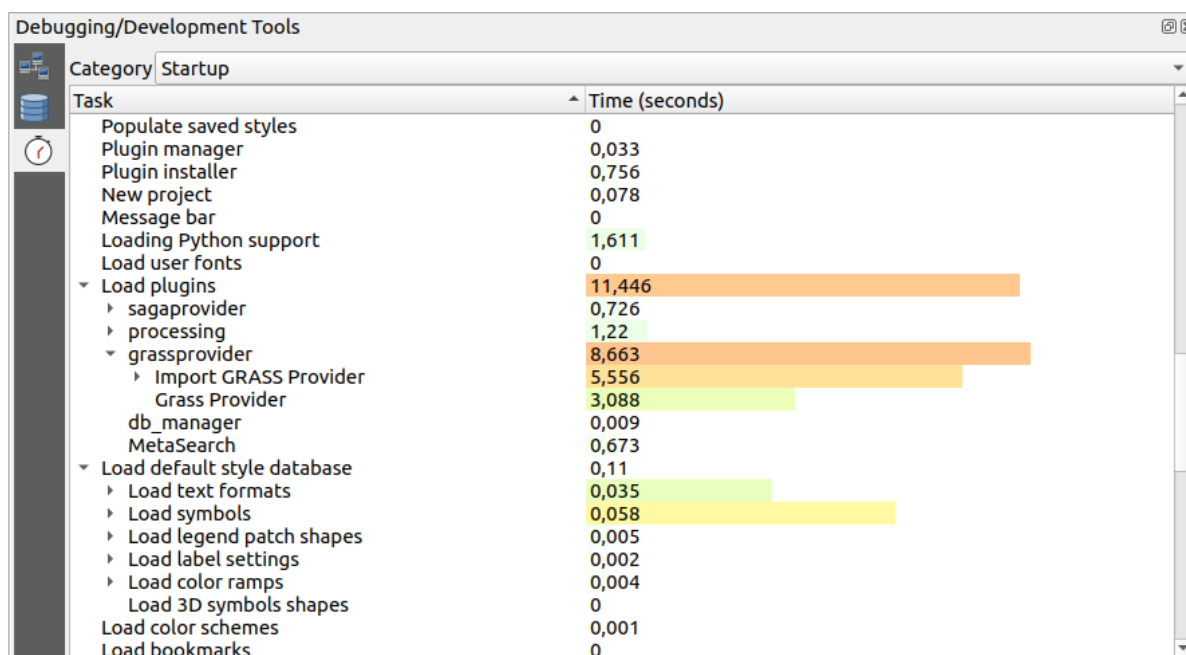 Debugging/Development Tools
Category Startup
Task Time (seconds)
Populate saved styles 0
Plugin manager 0,033
Plugin installer 0,756
New project 0,078
Message bar 0
Loading Python support 1,611
Load user fonts 0
Load plugins 11,446
sagaprovider 0,726
processing 1,22
grassprovider 8,663
Import GRASS Provider 5,556
Grass Provider 3,088
db_manager 0,009
MetaSearch 0,673
Load default style database 0,11
Load text formats 0,035
Load symbols 0,058
Load legend patch shapes 0,005
Load label settings 0,002
Load color ramps 0,004
Load 3D symbols shapes 0
Load color schemes 0,001
Load bookmarks 0